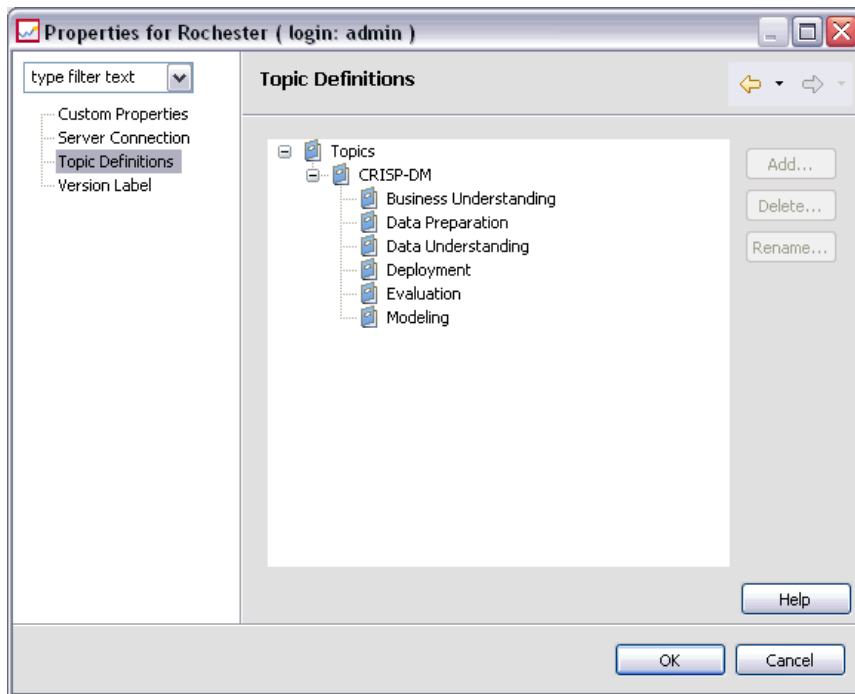 Properties for Rochester ( login: admin )
type filter text
Custom Properties
Server Connection
Topic Definitions
Version Label
Topic Definitions
Topics
CRISP-DM
Business Understanding
Data Preparation
Data Understanding
Deployment
Evaluation
Modeling
Add...
Delete...
Rename...
Help
OK
Cancel